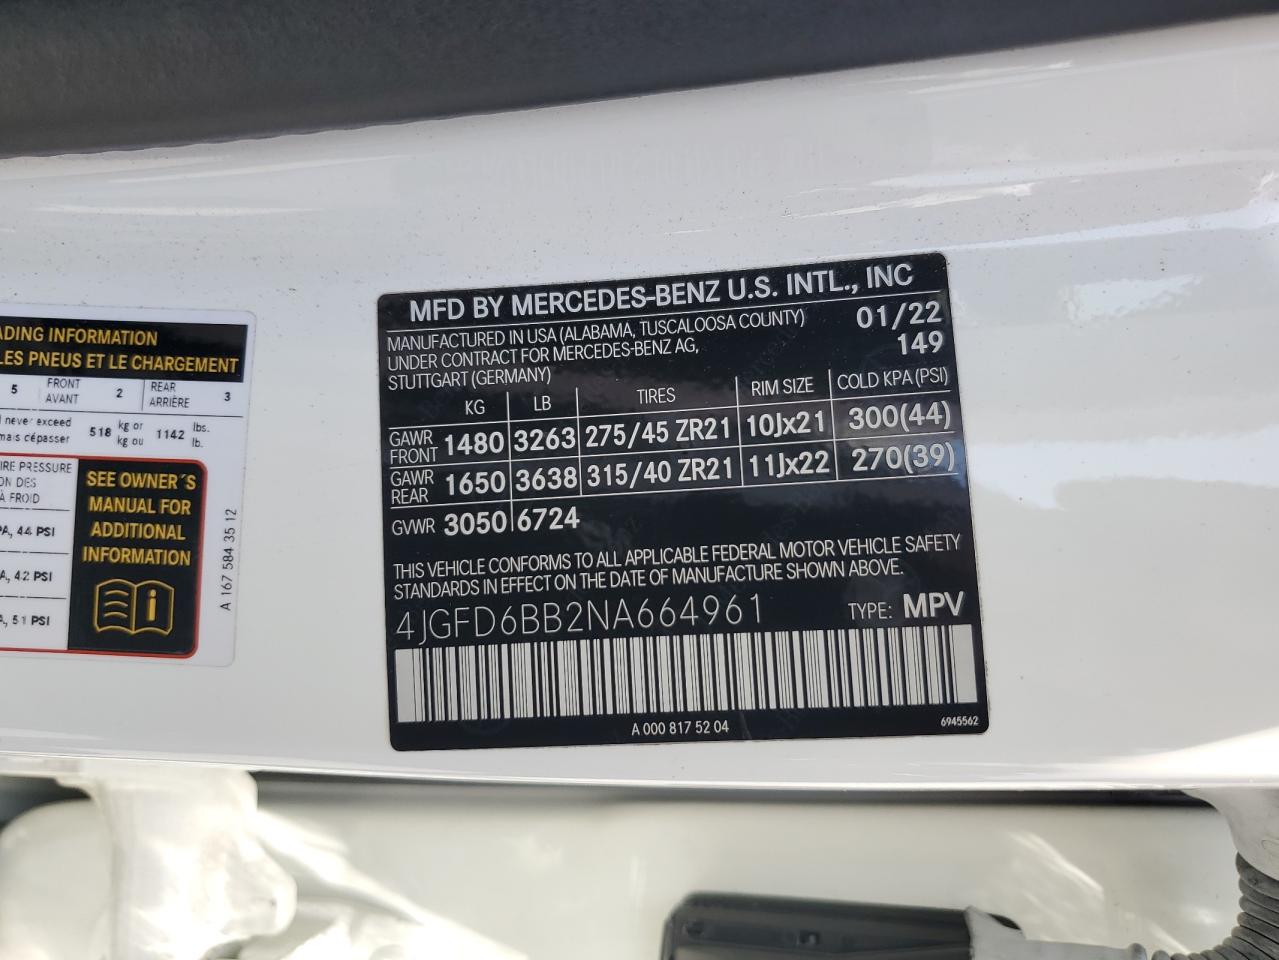 ADING INFORMATION
LES PNEUS ET LE CHARGEMENT
5 FRONT AVANT 2 REAR ARRIÈRE 3
never exceed
mais dépasser 518 kg or kg ou 1142 lbs. lb.
IRE PRESSURE
ON DES
À FROID
PA, 44 PSI
A, 42 PSI
A, 51 PSI
SEE OWNER´S
MANUAL FOR
ADDITIONAL
INFORMATION
i
A 167 584 35 12
MFD BY MERCEDES-BENZ U.S. INTL., INC
MANUFACTURED IN USA (ALABAMA, TUSCALOOSA COUNTY) 01/22
UNDER CONTRACT FOR MERCEDES-BENZ AG, 149
STUTTGART (GERMANY)
KG LB TIRES RIM SIZE COLD KPA (PSI)
GAWR FRONT 1480 3263 275/45 ZR21 10Jx21 300(44)
GAWR REAR 1650 3638 315/40 ZR21 11Jx22 270(39)
GVWR 3050 6724
THIS VEHICLE CONFORMS TO ALL APPLICABLE FEDERAL MOTOR VEHICLE SAFETY
STANDARDS IN EFFECT ON THE DATE OF MANUFACTURE SHOWN ABOVE.
4JGFD6BB2NA664961 TYPE: MPV
A 000 817 52 04
6945562